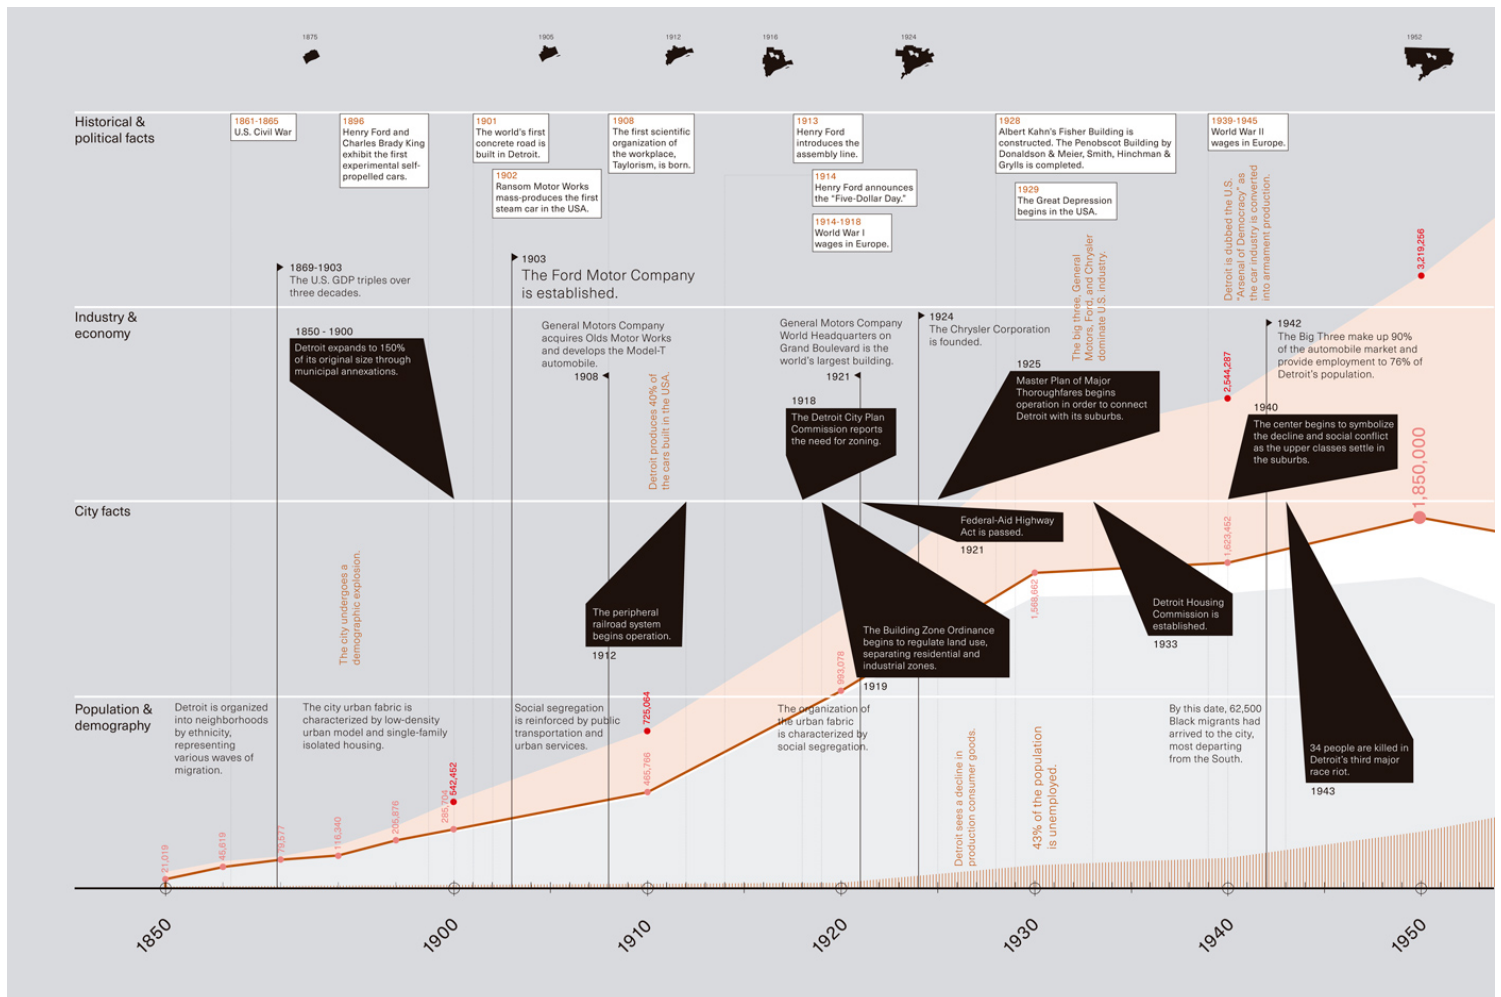 1875
1905
1912
1916
1924
1952
Historical &
political facts
1861-1865
U.S. Civil War
1896
Henry Ford and
Charles Brady King
exhibit the first
experimental self-
propelled cars.
1901
The world's first
concrete road is
built in Detroit.
1902
Ransom Motor Works
mass-produces the first
steam car in the USA.
1908
The first scientific
organization of
the workplace,
Taylorism, is born.
1913
Henry Ford
introduces the
assembly line.
1914
Henry Ford announces
the “Five-Dollar Day.”
1914-1918
World War I
wages in Europe.
1928
Albert Kahn's Fisher Building is
constructed. The Penobscot Building by
Donaldson & Meier, Smith, Hinchman &
Grylls is completed.
1929
The Great Depression
begins in the USA.
1939-1945
World War II
wages in Europe.
Detroit is dubbed the U.S.
“Arsenal of Democracy” as
the car industry is converted
into armament production.
1869-1903
The U.S. GDP triples over
three decades.
1903
The Ford Motor Company
is established.
The big three, General
Motors, Ford, and Chrysler
dominate U.S. industry.
3,219,256
Industry &
economy
1850 - 1900
Detroit expands to 150%
of its original size through
municipal annexations.
General Motors Company
acquires Olds Motor Works
and develops the Model-T
automobile.
1908
Detroit produces 40% of
the cars built in the USA.
General Motors Company
World Headquarters on
Grand Boulevard is the
world's largest building.
1921
1918
The Detroit City Plan
Commission reports
the need for zoning.
1924
The Chrysler Corporation
is founded.
1925
Master Plan of Major
Thoroughfares begins
operation in order to connect
Detroit with its suburbs.
2,544,287
1942
The Big Three make up 90%
of the automobile market and
provide employment to 76% of
Detroit's population.
1940
The center begins to symbolize
the decline and social conflict
as the upper classes settle in
the suburbs.
1,850,000
City facts
The city undergoes a
demographic explosion.
The peripheral
railroad system
begins operation.
1912
Federal-Aid Highway
Act is passed.
1921
The Building Zone Ordinance
begins to regulate land use,
separating residential and
industrial zones.
1919
993,078
1,568,662
1,623,452
Detroit Housing
Commission is
established.
1933
34 people are killed in
Detroit's third major
race riot.
1943
Population &
demography
Detroit is organized
into neighborhoods
by ethnicity,
representing
various waves of
migration.
The city urban fabric is
characterized by low-density
urban model and single-family
isolated housing.
Social segregation
is reinforced by public
transportation and
urban services.
The organization of
the urban fabric
is characterized by
social segregation.
Detroit sees a decline in
production consumer goods.
43% of the population
is unemployed.
By this date, 62,500
Black migrants had
arrived to the city,
most departing
from the South.
21,019
45,619
79,577
116,340
205,876
285,704
542,452
465,766
725,064
1850
1900
1910
1920
1930
1940
1950